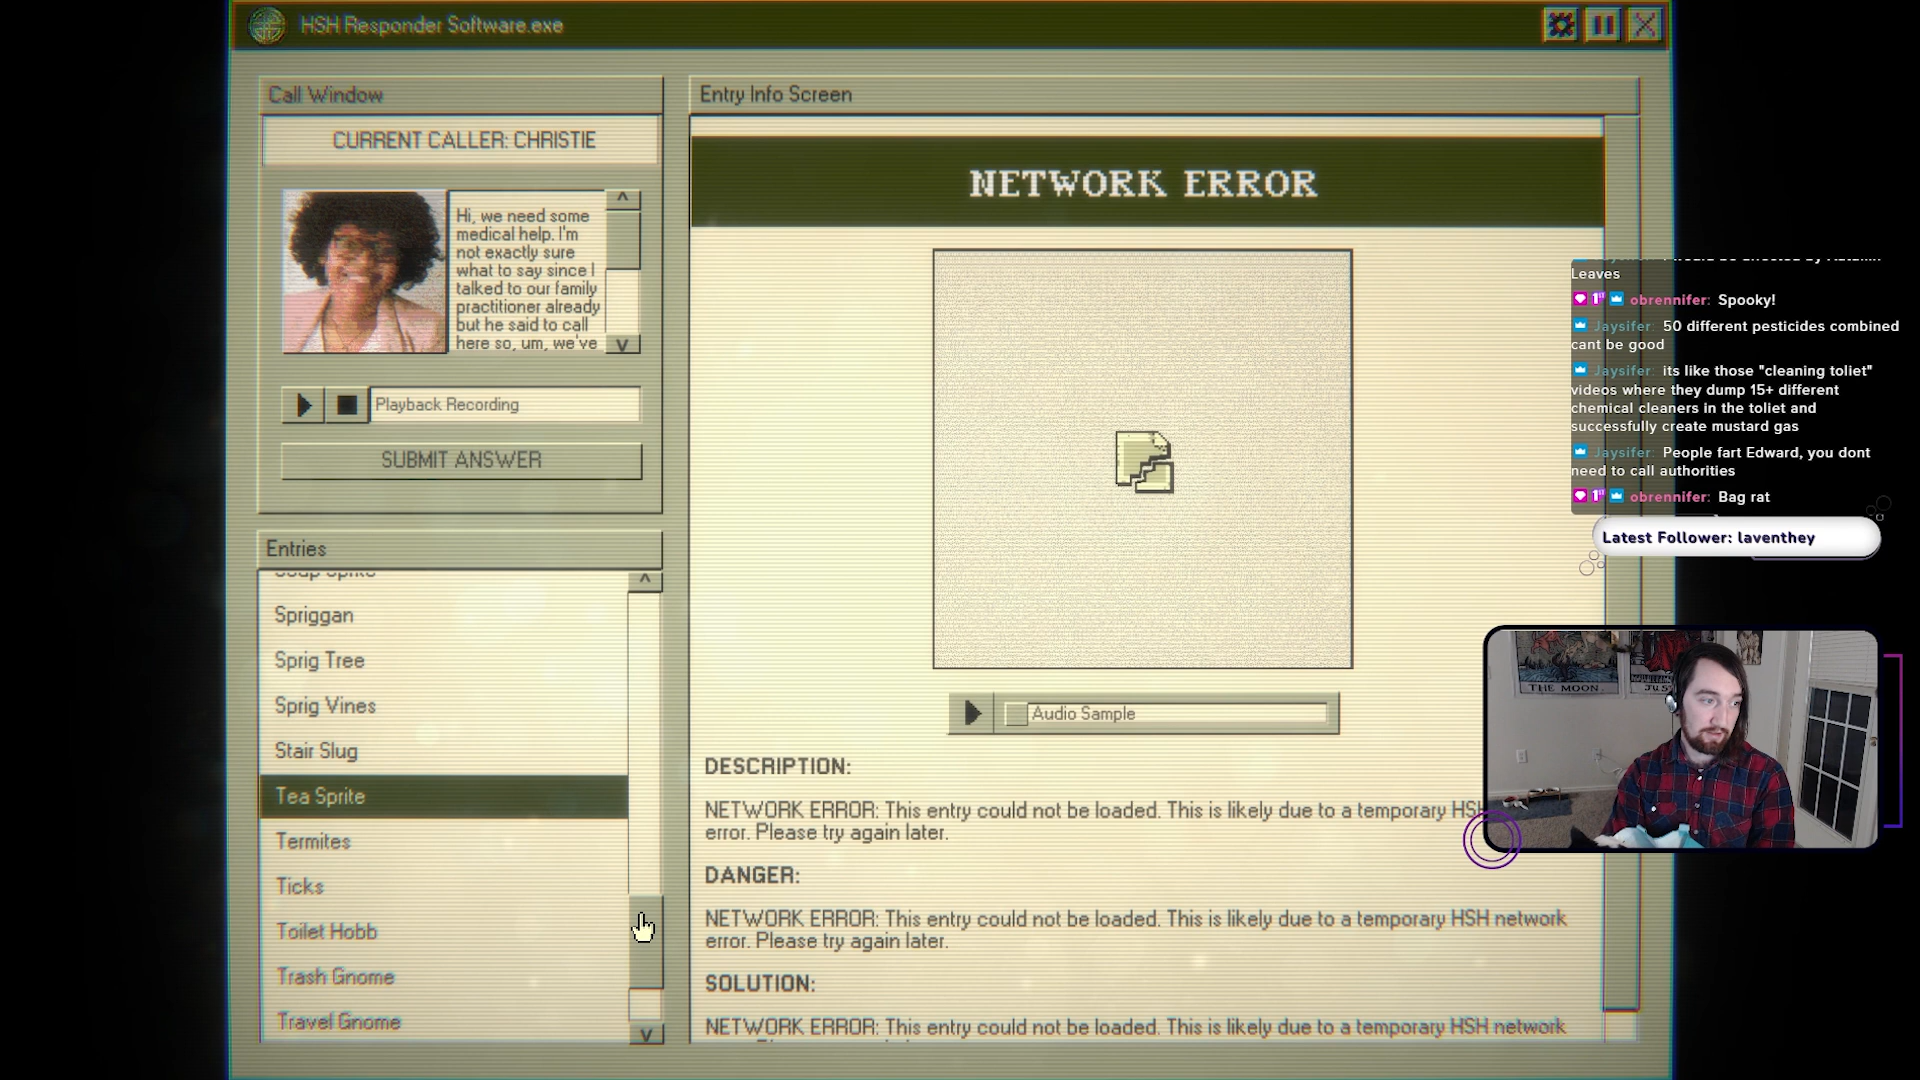 HSH Responder Software.exe
Call Window
CURRENT CALLER: CHRISTIE
Hi, we need some
medical help. I'm
not exactly sure
what to say since I
talked to our family
practitioner already
but he said to call
here so, um, we've
Playback Recording
SUBMIT ANSWER
Entries
Soap Sprite
Spriggan
Sprig Tree
Sprig Vines
Stair Slug
Tea Sprite
Termites
Ticks
Toilet Hobb
Trash Gnome
Travel Gnome
Entry Info Screen
NETWORK ERROR
Audio Sample
DESCRIPTION:
NETWORK ERROR: This entry could not be loaded. This is likely due to a temporary HSH
error. Please try again later.
DANGER:
NETWORK ERROR: This entry could not be loaded. This is likely due to a temporary HSH network
error. Please try again later.
SOLUTION:
NETWORK ERROR: This entry could not be loaded. This is likely due to a temporary HSH network
Leaves
obrennifer: Spooky!
Jaysifer: 50 different pesticides combined
cant be good
Jaysifer: its like those "cleaning toliet"
videos where they dump 15+ different
chemical cleaners in the toliet and
successfully create mustard gas
Jaysifer: People fart Edward, you dont
need to call authorities
obrennifer: Bag rat
Latest Follower: laventhey
THE MOON.